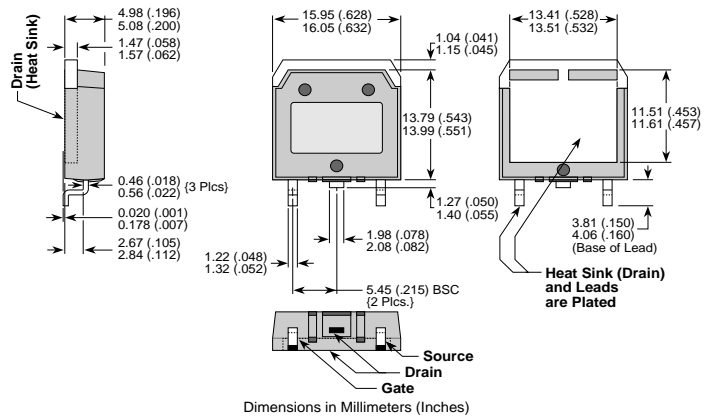 4.98 (.196)
5.08 (.200)
1.47 (.058)
1.57 (.062)
Drain
(Heat Sink)
0.46 (.018)
0.56 (.022) {3 Plcs}
0.020 (.001)
0.178 (.007)
2.67 (.105)
2.84 (.112)
15.95 (.628)
16.05 (.632)
1.04 (.041)
1.15 (.045)
13.79 (.543)
13.99 (.551)
1.27 (.050)
1.40 (.055)
1.98 (.078)
2.08 (.082)
1.22 (.048)
1.32 (.052)
5.45 (.215) BSC
{2 Plcs.}
13.41 (.528)
13.51 (.532)
11.51 (.453)
11.61 (.457)
3.81 (.150)
4.06 (.160)
(Base of Lead)
Heat Sink (Drain)
and Leads
are Plated
Source
Drain
Gate
Dimensions in Millimeters (Inches)